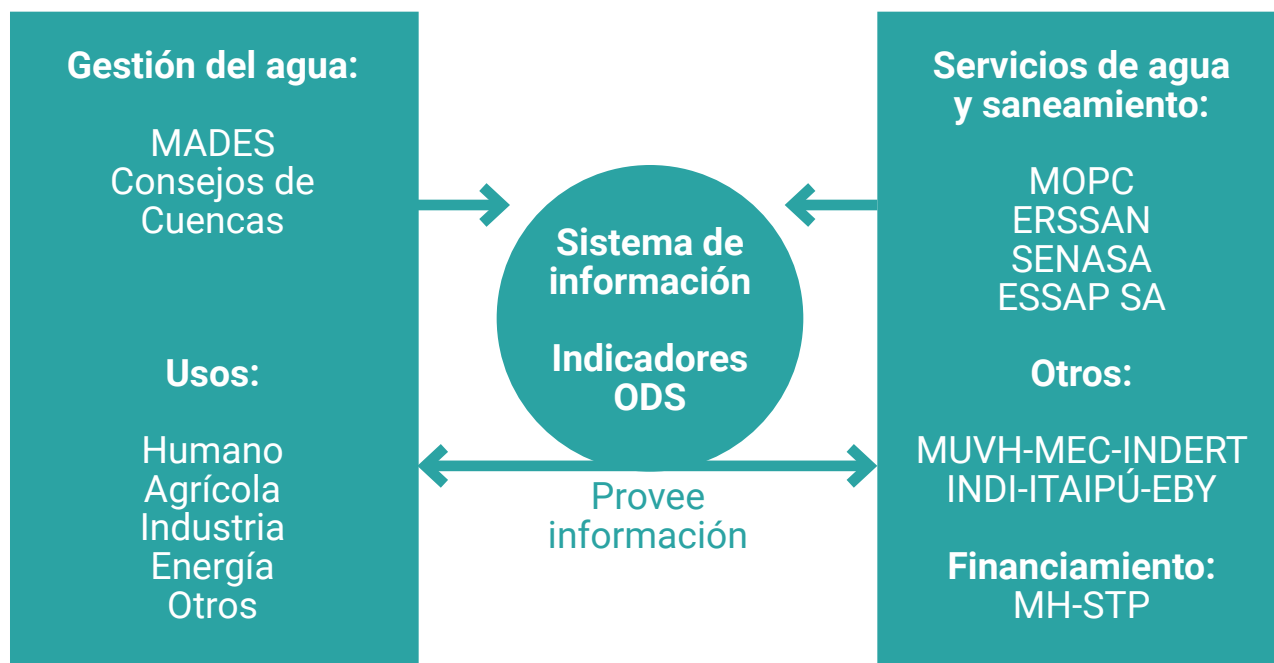 Gestión del agua:
MADES
Consejos de
Cuencas
Usos:
Humano
Agrícola
Industria
Energía
Otros
Sistema de
información
Indicadores
ODS
Provee
información
Servicios de agua
y saneamiento:
MOPC
ERSSAN
SENASA
ESSAP SA
Otros:
MUVH-MEC-INDERT
INDI-ITAIPÚ-EBY
Financiamiento:
MH-STP